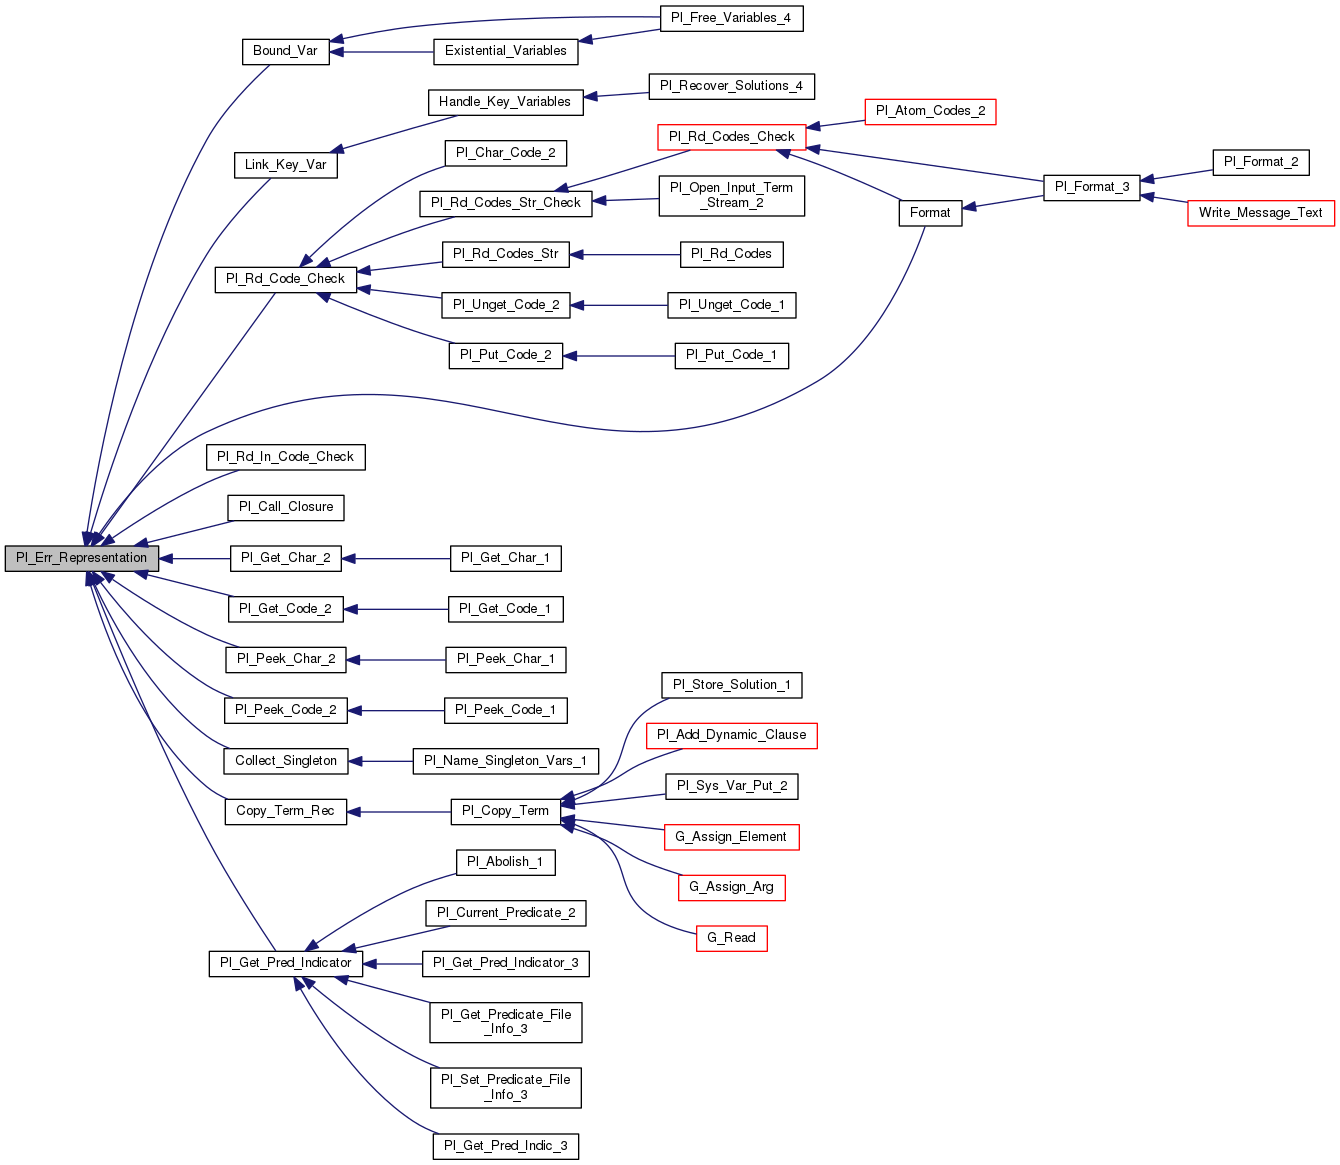 Pl_Free_Variables_4
Bound_Var
Existential_Variables
Pl_Recover_Solutions_4
Handle_Key_Variables
Pl_Atom_Codes_2
Pl_Rd_Codes_Check
Pl_Char_Code_2
Link_Key_Var
Pl_Format_2
Pl_Format_3
Pl_Open_Input_Term
_Stream_2
Pl_Rd_Codes_Str_Check
Format
Write_Message_Text
Pl_Rd_Codes_Str
Pl_Rd_Codes
Pl_Rd_Code_Check
Pl_Unget_Code_2
Pl_Unget_Code_1
Pl_Put_Code_2
Pl_Put_Code_1
Pl_Rd_In_Code_Check
Pl_Call_Closure
Pl_Err_Representation
Pl_Get_Char_2
Pl_Get_Char_1
Pl_Get_Code_2
Pl_Get_Code_1
Pl_Peek_Char_2
Pl_Peek_Char_1
Pl_Store_Solution_1
Pl_Peek_Code_2
Pl_Peek_Code_1
Pl_Add_Dynamic_Clause
Collect_Singleton
Pl_Name_Singleton_Vars_1
Pl_Sys_Var_Put_2
Copy_Term_Rec
Pl_Copy_Term
G_Assign_Element
Pl_Abolish_1
G_Assign_Arg
Pl_Current_Predicate_2
G_Read
Pl_Get_Pred_Indicator
Pl_Get_Pred_Indicator_3
Pl_Get_Predicate_File
_Info_3
Pl_Set_Predicate_File
_Info_3
Pl_Get_Pred_Indic_3